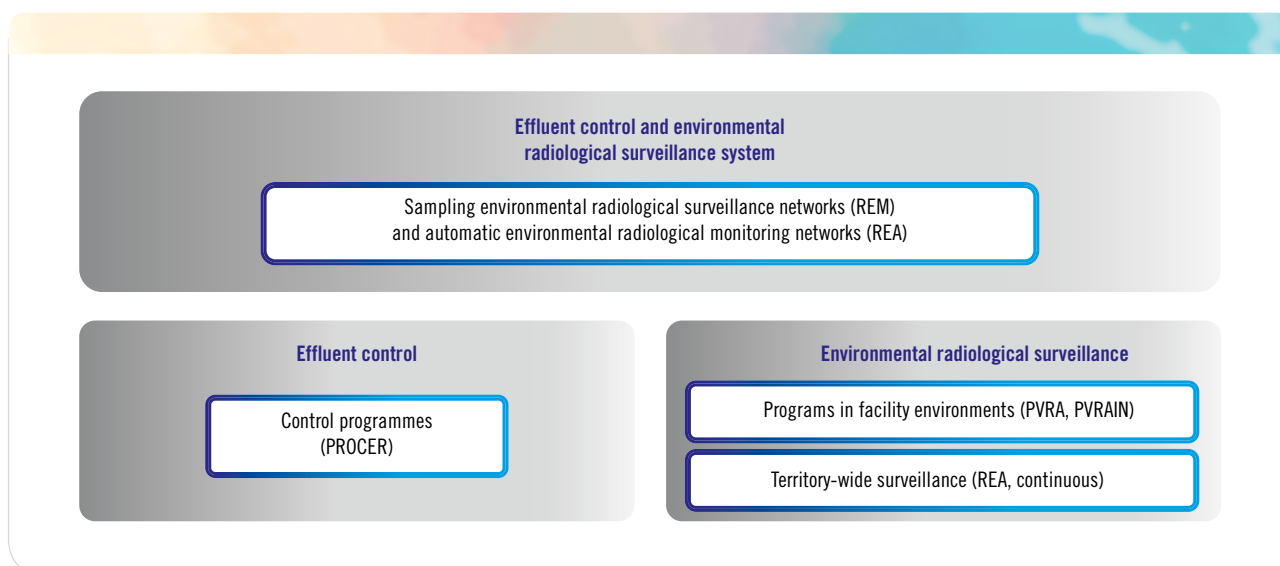 Effluent control and environmental
radiological surveillance system
Sampling environmental radiological surveillance networks (REM)
and automatic environmental radiological monitoring networks (REA)
Effluent control
Control programmes
(PROCER)
Environmental radiological surveillance
Programs in facility environments (PVRA, PVRAIN)
Territory-wide surveillance (REA, continuous)